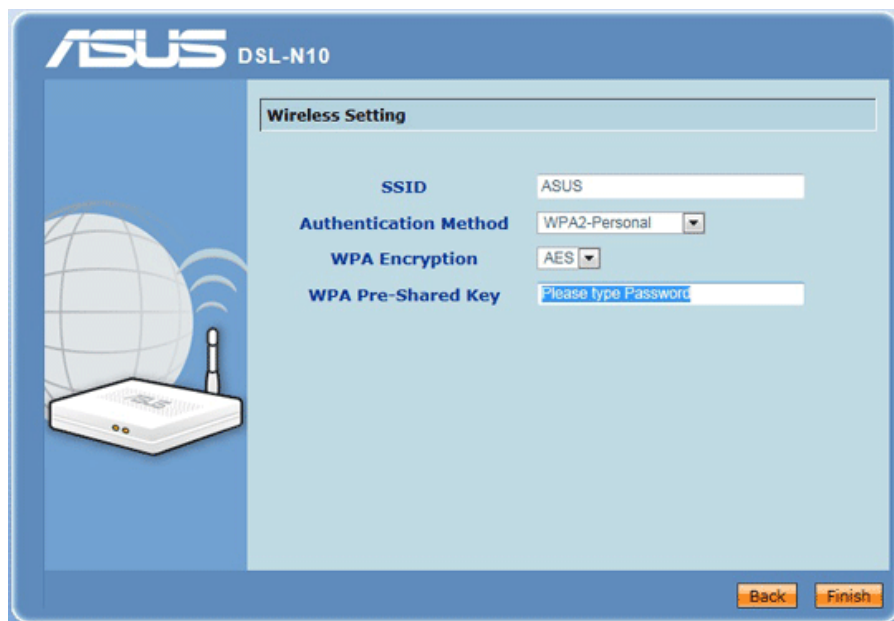 ASUS DSL-N10
Wireless Setting
SSID ASUS
Authentication Method WPA2-Personal
WPA Encryption AES
WPA Pre-Shared Key Please type Password
ASUS
Back Finish